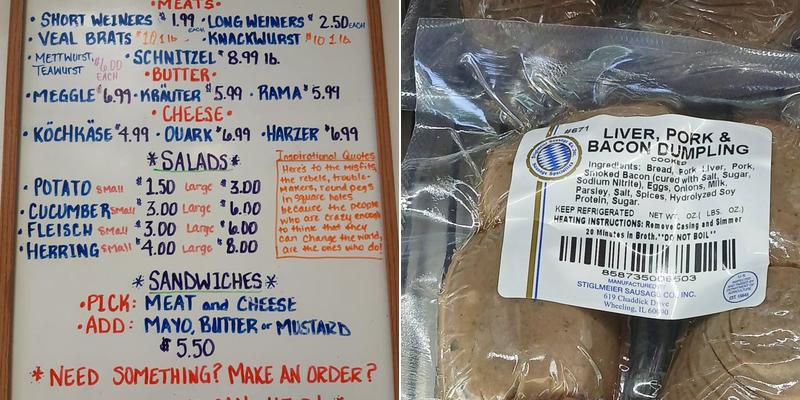 MEATS
• SHORT WEINERS $1.99 EACH • LONG WEINERS $2.50 EACH
• VEAL BRATS $10 1 lb • KNACKWURST $10 1 lb.
• METTWURST, TEAWURST $6.00 EACH • SCHNITZEL $8.99 lb.
• BUTTER •
• MEGGLE $6.99 • KRÄUTER $5.99 • RAMA $5.99
• CHEESE •
• KÖCHKÄSE $4.99 • QUARK $6.99 • HARZER $6.99
* SALADS *
• POTATO Small $1.50 Large $3.00
• CUCUMBER Small $3.00 Large $6.00
• FLEISCH Small $3.00 Large $6.00
• HERRING Small $4.00 Large $8.00
Inspirational Quotes
Here's to the misfits,
the rebels, trouble-
makers, round pegs
in square holes
because the people
who are crazy enough
to think that they
can change the world,
are the ones who do!
* SANDWICHES *
• PICK: MEAT and CHEESE
• ADD: MAYO, BUTTER or MUSTARD
$5.50
* NEED SOMETHING? MAKE AN ORDER?
#671
LIVER, PORK &
BACON DUMPLING
COOKED
Ingredients: Bread, Pork Liver, Pork,
Smoked Bacon (cured with Salt, Sugar,
Sodium Nitrite), Eggs, Onions, Milk,
Parsley, Salt, Spices, Hydrolyzed Soy
Protein, Sugar.
KEEP REFRIGERATED NET WT. OZ.( LBS. OZ.)
HEATING INSTRUCTIONS: Remove Casing and Simmer
20 Minutes in Broth. **DO NOT BOIL**
MANUFACTURED BY
STIGLMEIER SAUSAGE CO. INC.
619 Chaddick Drive
Wheeling, IL 60090